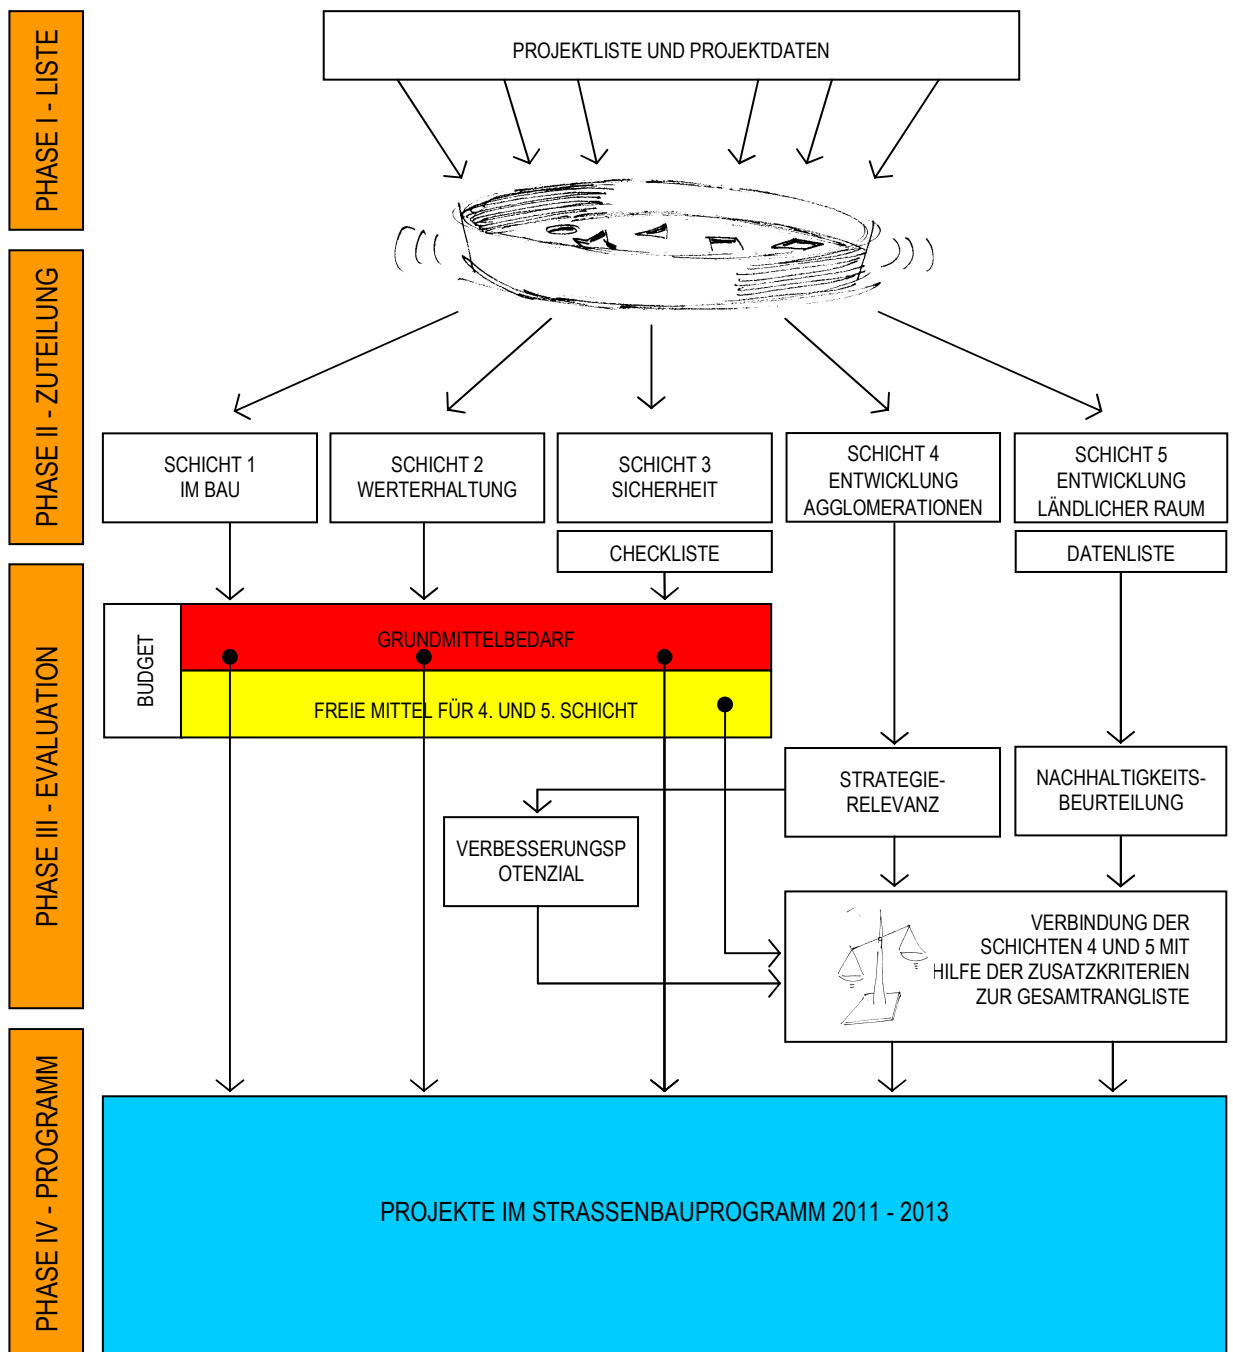 PHASE I - LISTE
PROJEKTLISTE UND PROJEKTDATEN
PHASE II - ZUTEILUNG
SCHICHT 1
IM BAU
SCHICHT 2
WERTERHALTUNG
SCHICHT 3
SICHERHEIT
SCHICHT 4
ENTWICKLUNG
AGGLOMERATIONEN
SCHICHT 5
ENTWICKLUNG
LÄNDLICHER RAUM
CHECKLISTE
DATENLISTE
PHASE III - EVALUATION
BUDGET
GRUNDMITTELBEDARF
FREIE MITTEL FÜR 4. UND 5. SCHICHT
STRATEGIE-
RELEVANZ
NACHHALTIGKEITS-
BEURTEILUNG
VERBESSERUNGSP
OTENZIAL
VERBINDUNG DER
SCHICHTEN 4 UND 5 MIT
HILFE DER ZUSATZKRITERIEN
ZUR GESAMTRANGLISTE
PHASE IV - PROGRAMM
PROJEKTE IM STRASSENBAUPROGRAMM 2011 - 2013